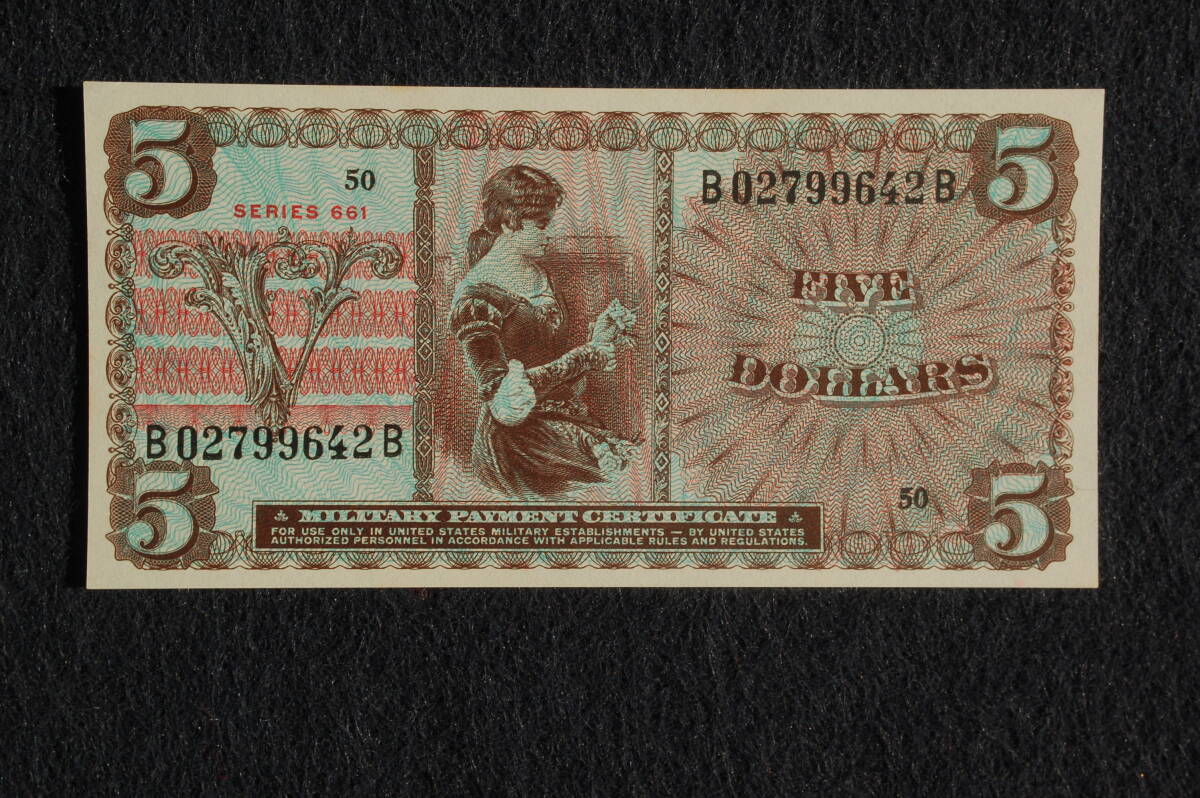 5
5
50
SERIES 661
B02799642B
V
FIVE
DOLLARS
B02799642B
50
5
5
MILITARY PAYMENT CERTIFICATE
FOR USE ONLY IN UNITED STATES MILITARY ESTABLISHMENTS — BY UNITED STATES
AUTHORIZED PERSONNEL IN ACCORDANCE WITH APPLICABLE RULES AND REGULATIONS.